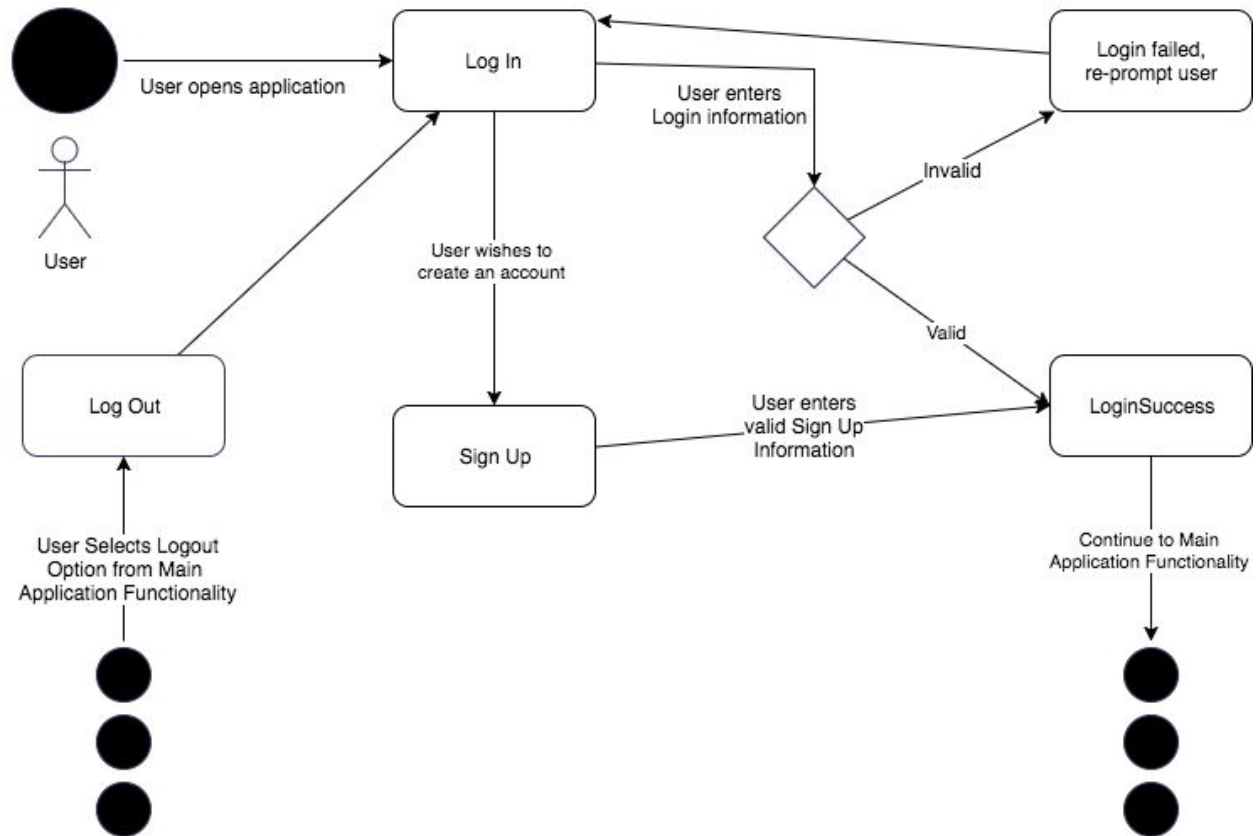 Log In
Login failed,
re-prompt user
User opens application
User enters
Login information
Invalid
User
User wishes to
create an account
Valid
Log Out
Sign Up
User enters
valid Sign Up
Information
LoginSuccess
User Selects Logout
Option from Main
Application Functionality
Continue to Main
Application Functionality